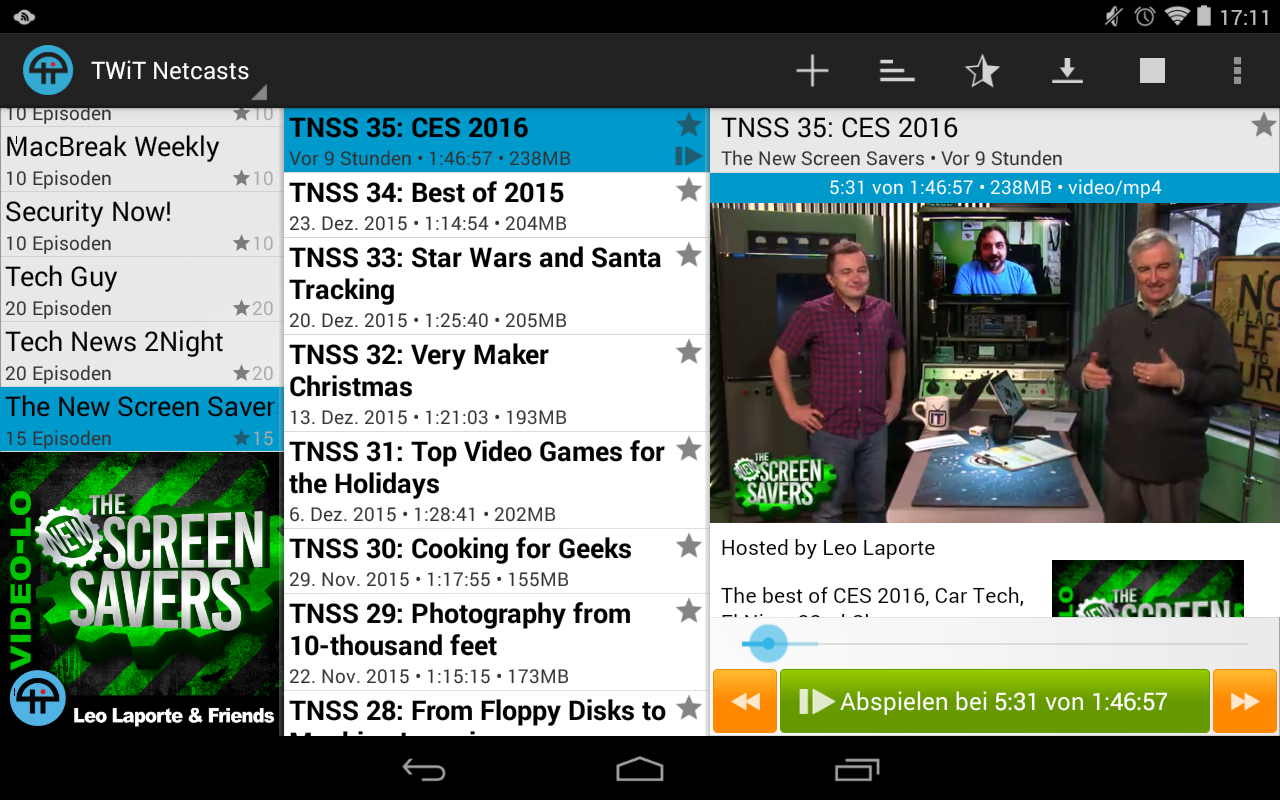 17:11
TWiT Netcasts
10 Episoden
10
MacBreak Weekly
10 Episoden
10
Security Now!
10 Episoden
10
Tech Guy
20 Episoden
20
Tech News 2Night
20 Episoden
20
The New Screen Saver
15 Episoden
15
VIDEO-LO
THE
NEW
SCREEN
SAVERS
Leo Laporte & Friends
TNSS 35: CES 2016
Vor 9 Stunden • 1:46:57 • 238MB
TNSS 34: Best of 2015
23. Dez. 2015 • 1:14:54 • 204MB
TNSS 33: Star Wars and Santa
Tracking
20. Dez. 2015 • 1:25:40 • 205MB
TNSS 32: Very Maker
Christmas
13. Dez. 2015 • 1:21:03 • 193MB
TNSS 31: Top Video Games for
the Holidays
6. Dez. 2015 • 1:28:41 • 202MB
TNSS 30: Cooking for Geeks
29. Nov. 2015 • 1:17:55 • 155MB
TNSS 29: Photography from
10-thousand feet
22. Nov. 2015 • 1:15:15 • 173MB
TNSS 28: From Floppy Disks to
TNSS 35: CES 2016
The New Screen Savers • Vor 9 Stunden
5:31 von 1:46:57 • 238MB • video/mp4
NO
PLACE
LEFT
TO
THE
NEW
SCREEN
SAVERS
Hosted by Leo Laporte
The best of CES 2016, Car Tech,
THE
SCREEN
Abspielen bei 5:31 von 1:46:57